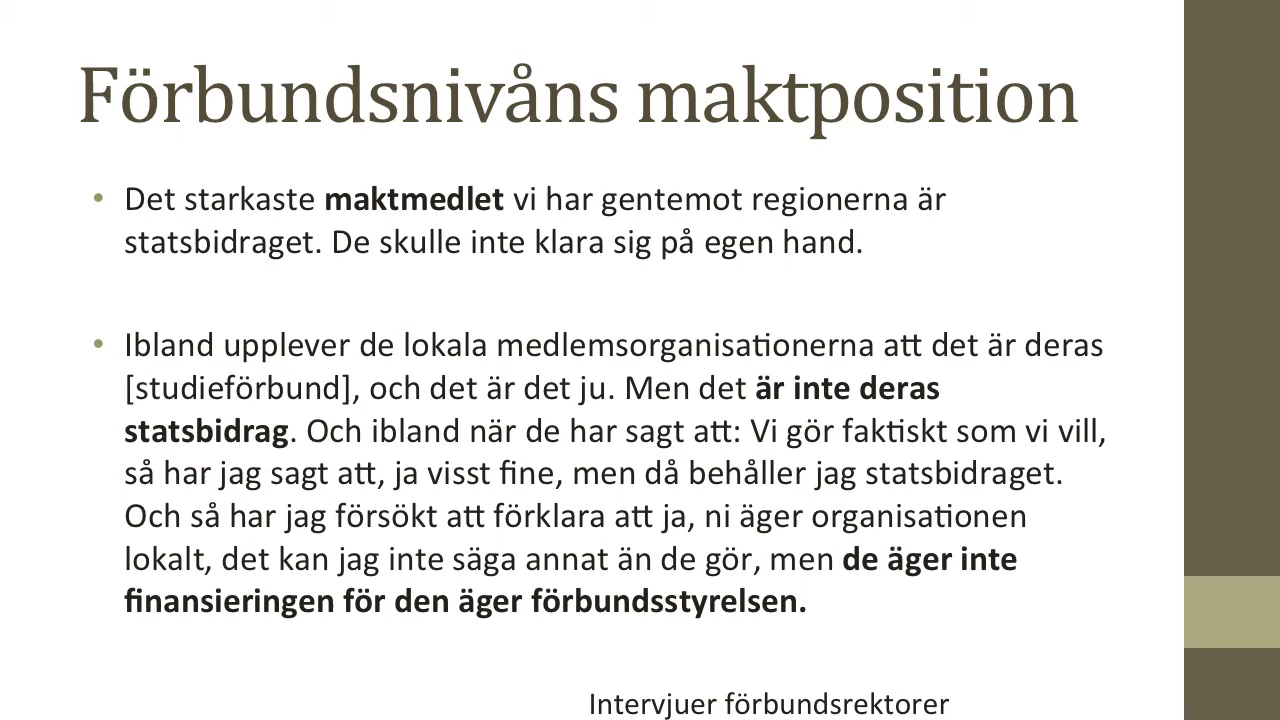 Förbundsnivåns maktposition
• Det starkaste maktmedlet vi har gentemot regionerna är
statsbidraget. De skulle inte klara sig på egen hand.
• Ibland upplever de lokala medlemsorganisationerna att det är deras
[studieförbund], och det är det ju. Men det är inte deras
statsbidrag. Och ibland när de har sagt att: Vi gör faktiskt som vi vill,
så har jag sagt att, ja visst fine, men då behåller jag statsbidraget.
Och så har jag försökt att förklara att ja, ni äger organisationen
lokalt, det kan jag inte säga annat än de gör, men de äger inte
finansieringen för den äger förbundsstyrelsen.
Intervjuer förbundsrektorer